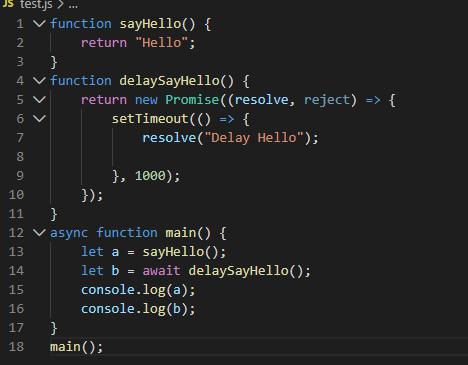 JS test.js > ...
1 function sayHello() {
2 return "Hello";
3 }
4 function delaySayHello() {
5 return new Promise((resolve, reject) => {
6 setTimeout(() => {
7 resolve("Delay Hello");
8
9 }, 1000);
10 });
11 }
12 async function main() {
13 let a = sayHello();
14 let b = await delaySayHello();
15 console.log(a);
16 console.log(b);
17 }
18 main();